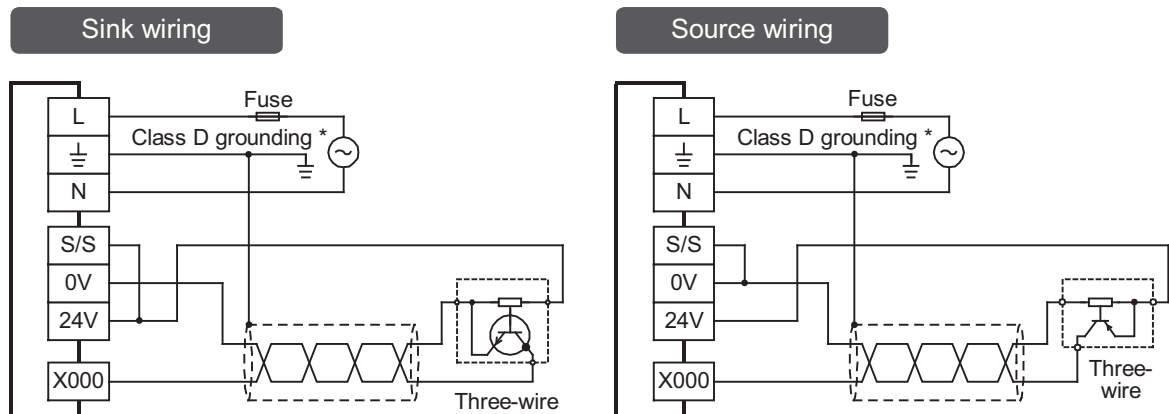 Sink wiring
L
Fuse
Class D grounding *
N
S/S
0V
24V
X000
Three-wire
Source wiring
L
Fuse
Class D grounding *
N
S/S
0V
24V
X000
Three-
wire